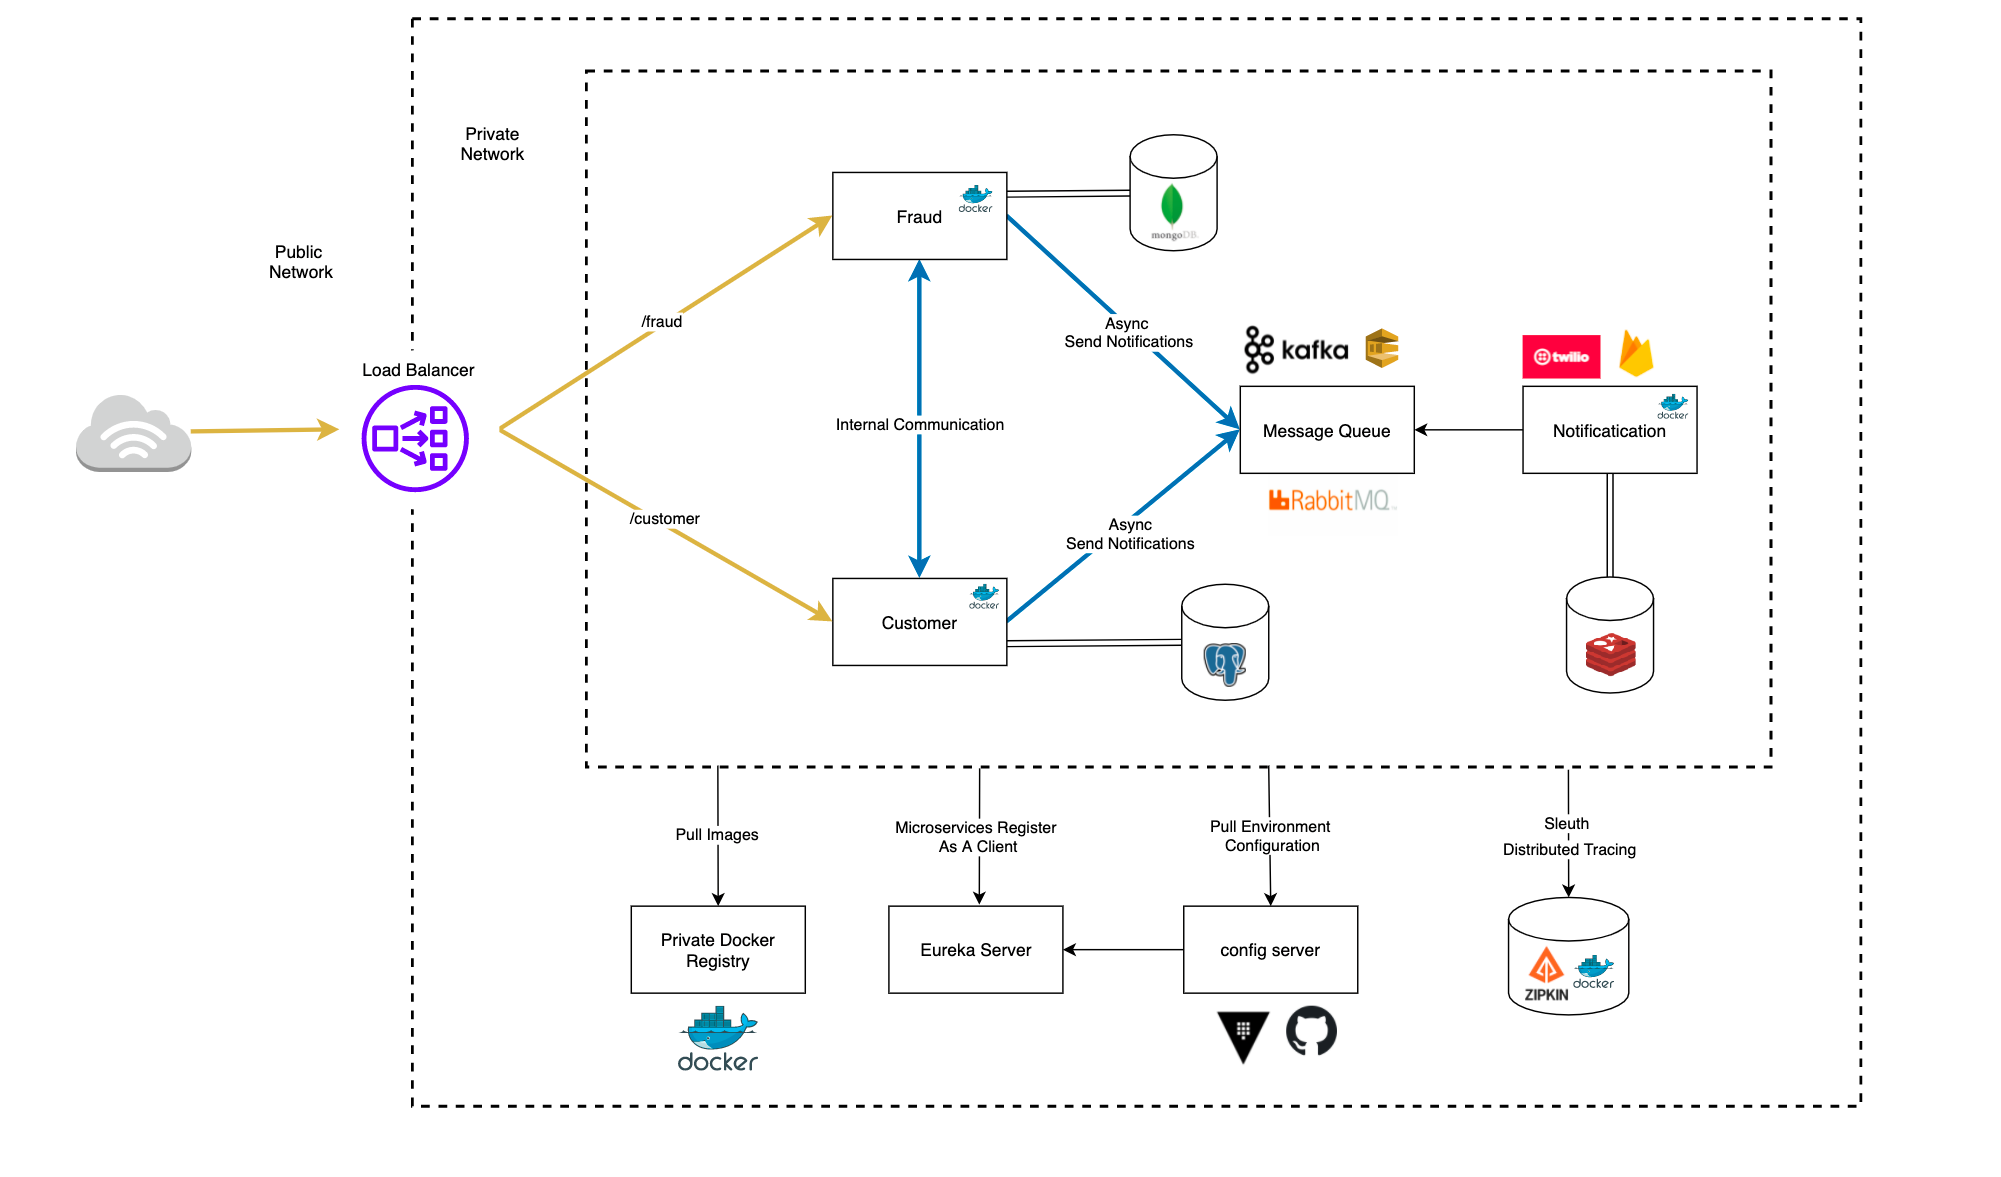 Private
Network
Public
Network
Load Balancer
/fraud
/customer
Fraud
docker
mongoDB.
Async
Send Notifications
Internal Communication
kafka
Message Queue
RabbitMQ
twilio
docker
Notificatication
Async
Send Notifications
docker
Customer
Pull Images
Microservices Register
As A Client
Pull Environment
Configuration
Sleuth
Distributed Tracing
Private Docker
Registry
docker
Eureka Server
config server
ZIPKIN
docker